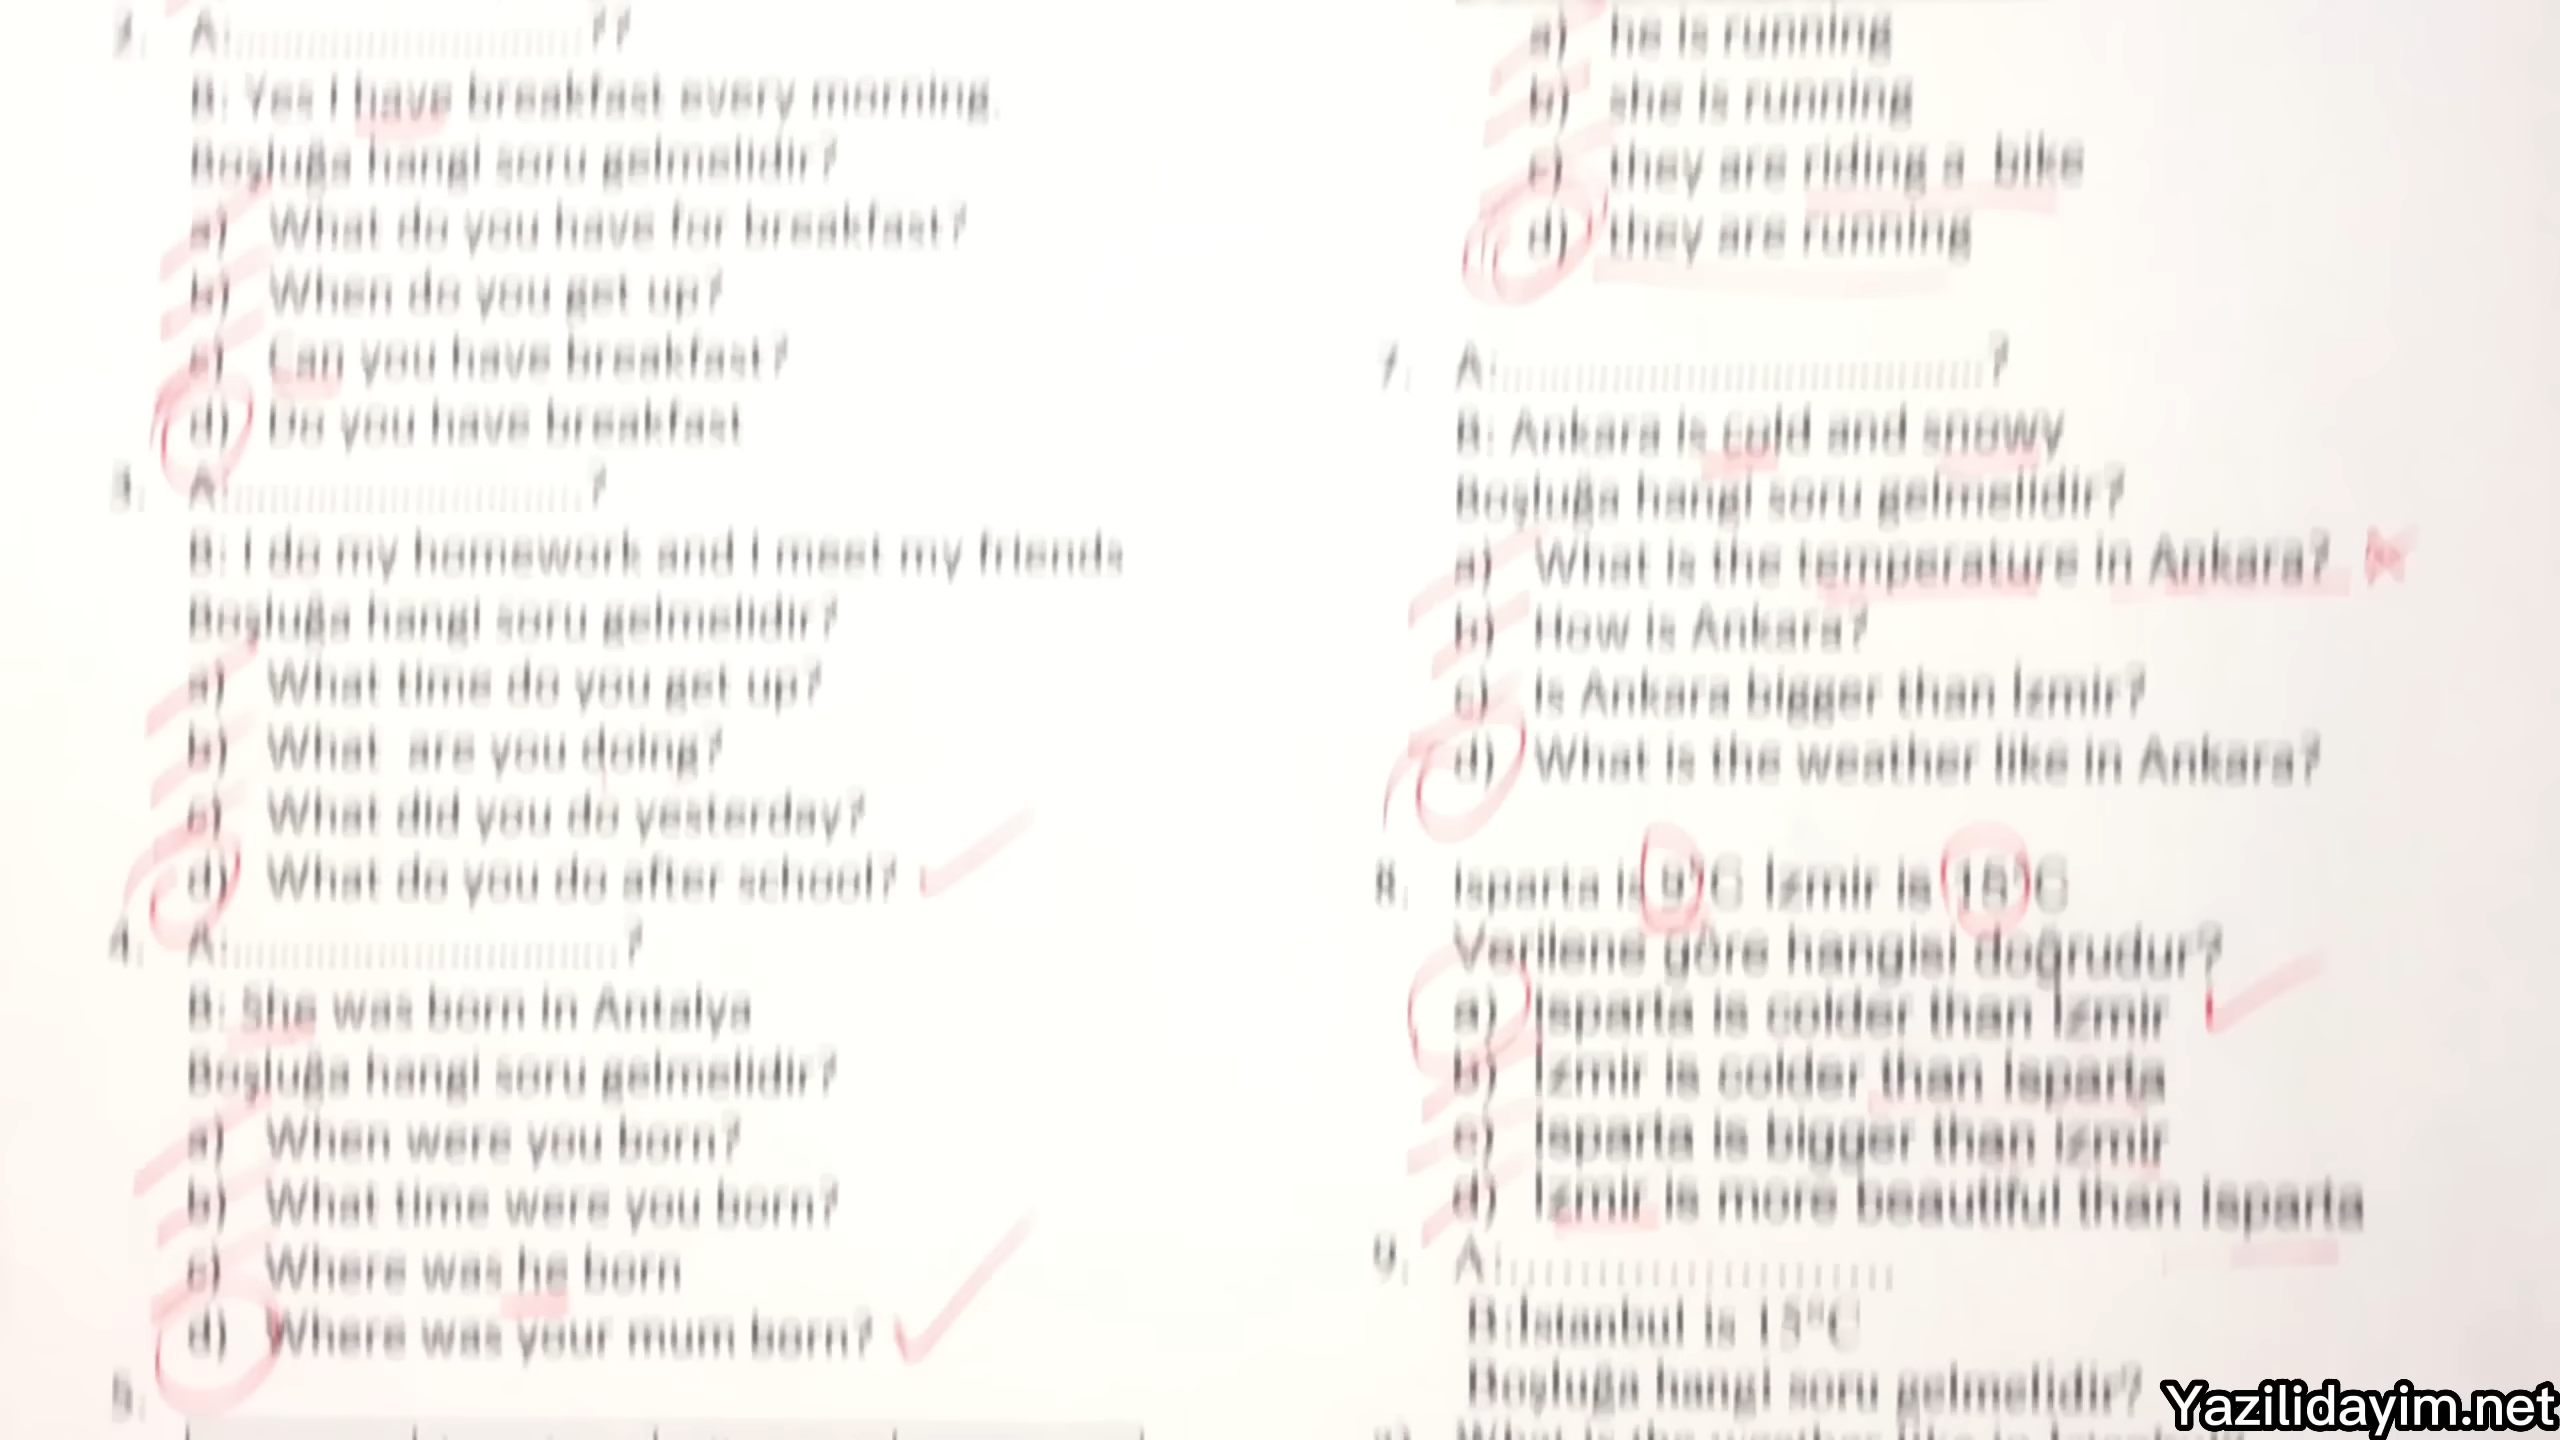 2. A:..............................??
B: Yes I have breakfast every morning.
Boşluğa hangi soru gelmelidir?
a) What do you have for breakfast?
b) When do you get up?
c) Can you have breakfast?
d) Do you have breakfast
3. A:..............................?
B: I do my homework and I meet my friends
Boşluğa hangi soru gelmelidir?
a) What time do you get up?
b) What are you doing?
c) What did you do yesterday?
d) What do you do after school?
4. A:.................................?
B: She was born in Antalya
Boşluğa hangi soru gelmelidir?
a) When were you born?
b) What time were you born?
c) Where was he born
d) Where was your mum born?
5.
a) he is running
b) she is running
c) they are riding a bike
d) they are running
7. A:..........................................?
B: Ankara is cold and snowy
Boşluğa hangi soru gelmelidir?
a) What is the temperature in Ankara?
b) How is Ankara?
c) Is Ankara bigger than İzmir?
d) What is the weather like in Ankara?
8. Isparta is 9°C İzmir is 15°C
Verilene göre hangisi doğrudur?
a) Isparta is colder than İzmir
b) İzmir is colder than Isparta
c) Isparta is bigger than İzmir
d) İzmir is more beautiful than Isparta
9. A:......................
B:İstanbul is 13°C
Boşluğa hangi soru gelmelidir?
a) What is the weather like in
Yazilidayim.net